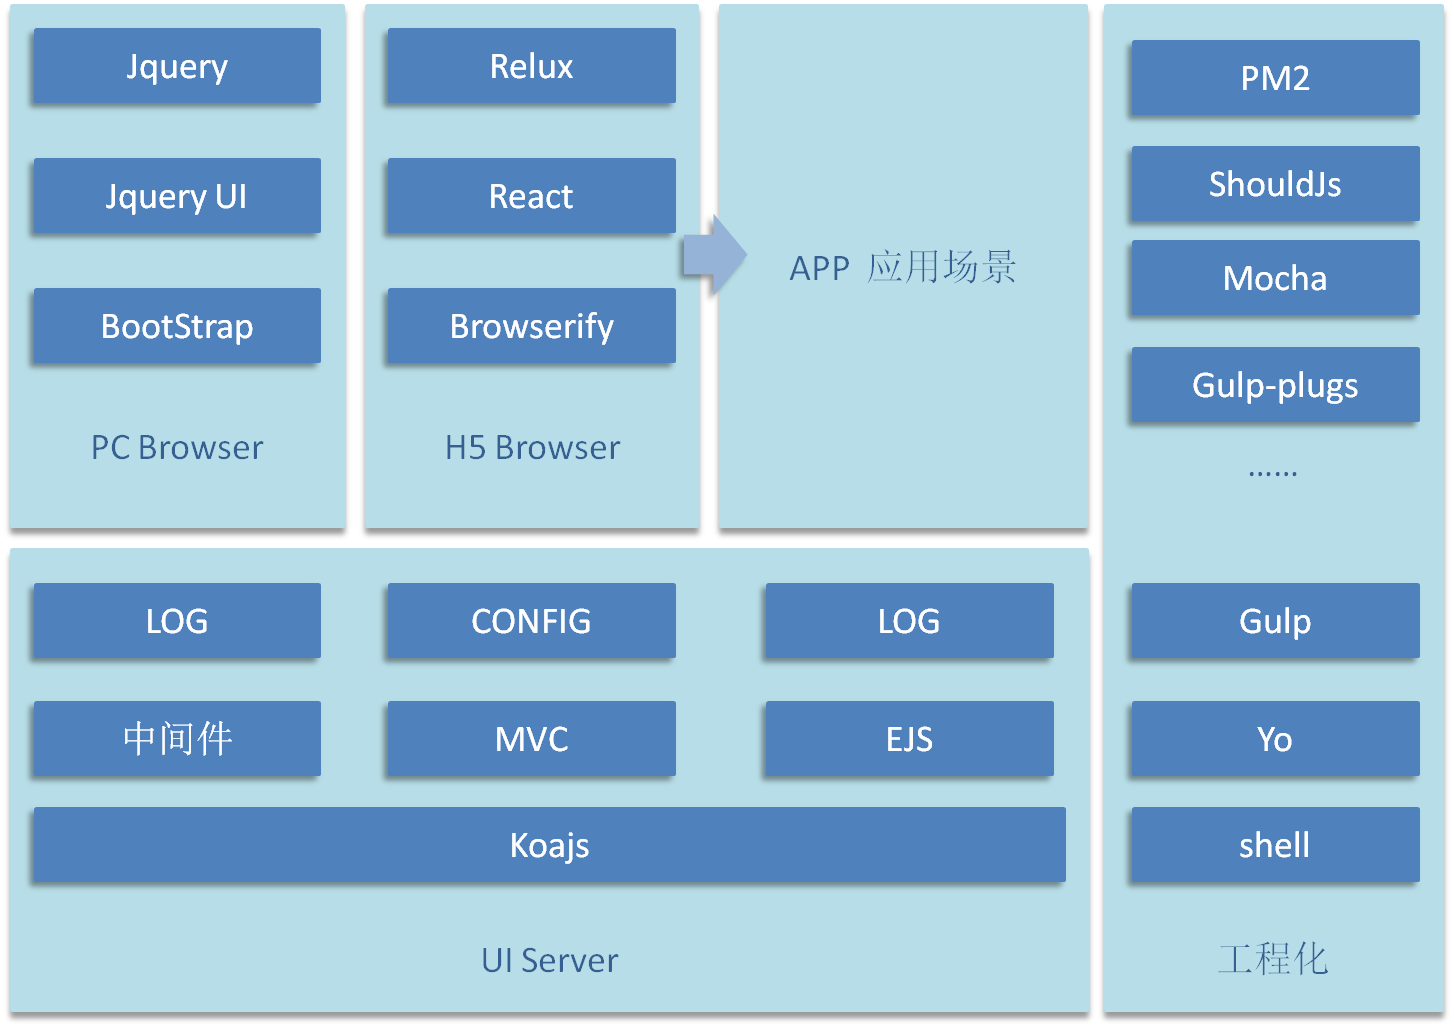 Jquery
Jquery UI
BootStrap
PC Browser
Relux
React
Browserify
H5 Browser
APP 应用场景
PM2
ShouldJs
Mocha
Gulp-plugs
......
Gulp
Yo
shell
工程化
LOG
CONFIG
LOG
中间件
MVC
EJS
Koajs
UI Server